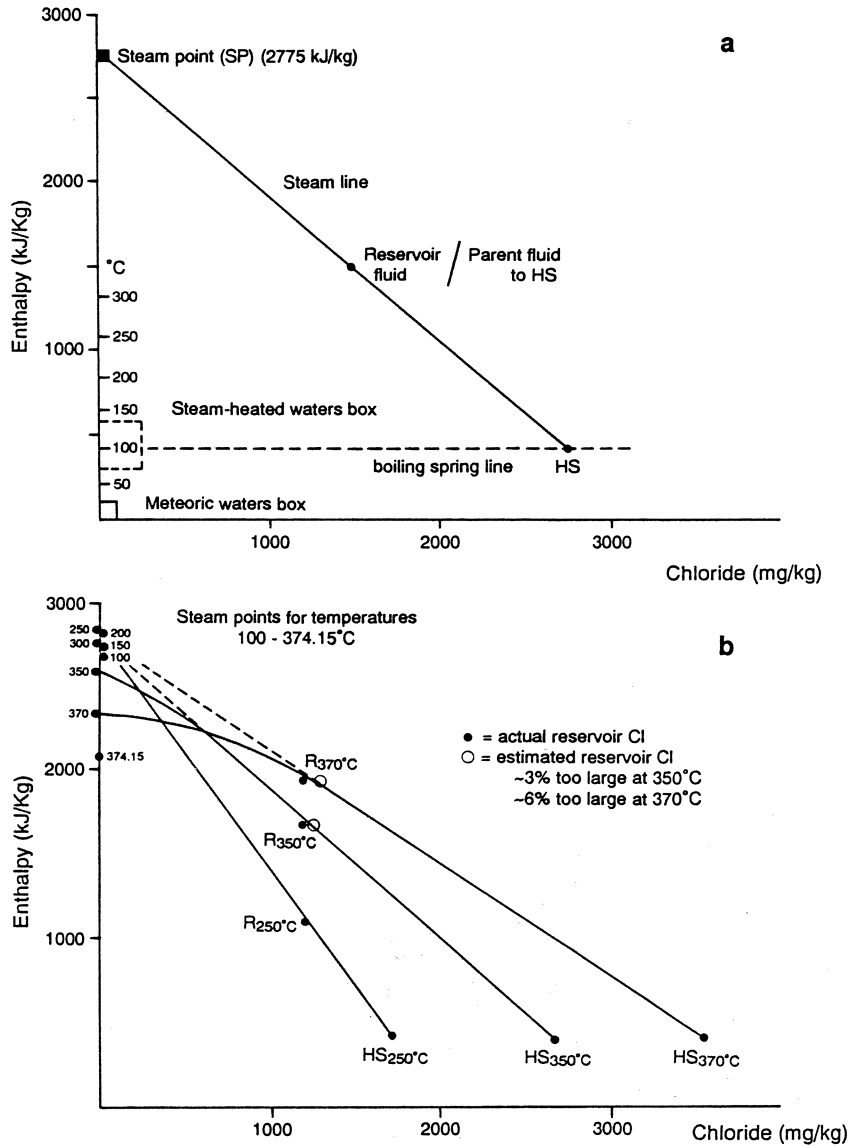 3000
a
Steam point (SP) (2775 kJ/kg)
2000
Steam line
Enthalpy (kJ/Kg)
°C
Reservoir / Parent fluid
fluid to HS
300
1000
250
200
150
Steam-heated waters box
100
boiling spring line
HS
50
Meteoric waters box
1000
2000
3000
Chloride (mg/kg)
3000
Steam points for temperatures
100 - 374.15°C
b
250
200
300
150
100
350
370
374.15
2000
R370°C
• = actual reservoir Cl
○ = estimated reservoir Cl
~3% too large at 350°C
~6% too large at 370°C
R350°C
Enthalpy (kJ/Kg)
R250°C
1000
HS250°C
HS350°C
HS370°C
1000
2000
3000
Chloride (mg/kg)